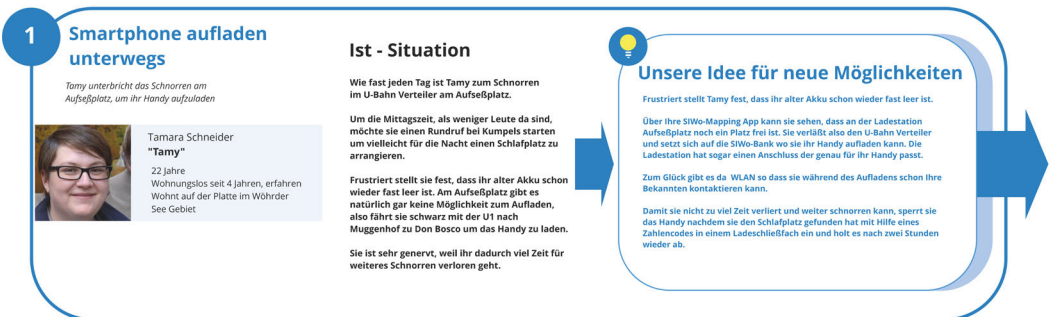 1
Smartphone aufladen
unterwegs
Tamy unterbricht das Schnorren am
Aufseßplatz, um ihr Handy aufzuladen
Tamara Schneider
"Tamy"
22 Jahre
Wohnungslos seit 4 Jahren, erfahren
Wohnt auf der Platte im Wöhrder
See Gebiet
Ist - Situation
Wie fast jeden Tag ist Tamy zum Schnorren
im U-Bahn Verteiler am Aufseßplatz.
Um die Mittagszeit, als weniger Leute da sind,
möchte sie einen Rundruf bei Kumpels starten
um vielleicht für die Nacht einen Schlafplatz zu
arrangieren.
Frustriert stellt sie fest, dass ihr alter Akku schon
wieder fast leer ist. Am Aufseßplatz gibt es
natürlich gar keine Möglichkeit zum Aufladen,
also fährt sie schwarz mit der U1 nach
Muggenhof zu Don Bosco um das Handy zu laden.
Sie ist sehr genervt, weil ihr dadurch viel Zeit für
weiteres Schnorren verloren geht.
Unsere Idee für neue Möglichkeiten
Frustriert stellt Tamy fest, dass ihr alter Akku schon wieder fast leer ist.
Über Ihre SIWo-Mapping App kann sie sehen, dass an der Ladestation
Aufseßplatz noch ein Platz frei ist. Sie verläßt also den U-Bahn Verteiler
und setzt sich auf die SIWo-Bank wo sie ihr Handy aufladen kann. Die
Ladestation hat sogar einen Anschluss der genau für ihr Handy passt.
Zum Glück gibt es da WLAN so dass sie während des Aufladens schon Ihre
Bekannten kontaktieren kann.
Damit sie nicht zu viel Zeit verliert und weiter schnorren kann, sperrt sie
das Handy nachdem sie den Schlafplatz gefunden hat mit Hilfe eines
Zahlencodes in einem Ladeschließfach ein und holt es nach zwei Stunden
wieder ab.